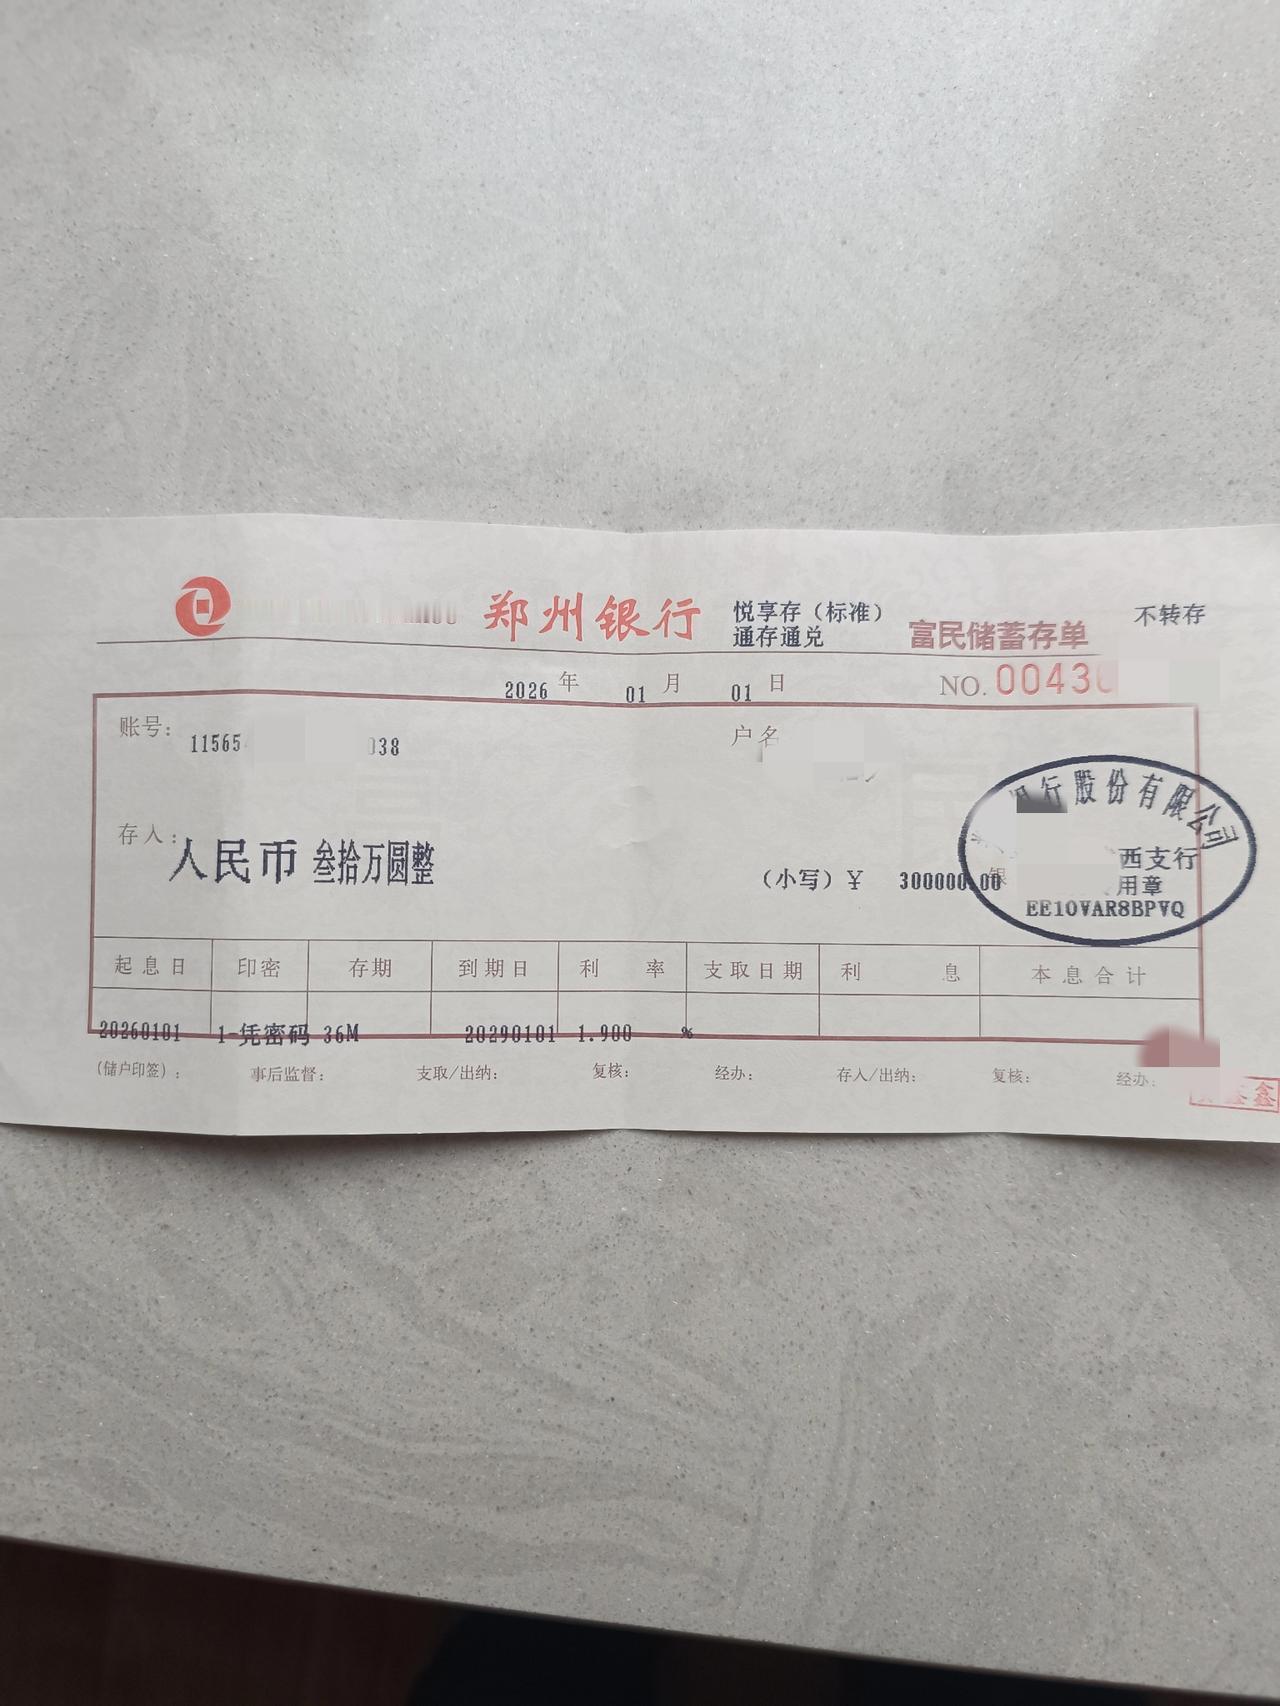 郑州银行 悦享存（标准） 不转存
通存通兑 富民储蓄存单
2026 年 01 月 01 日 NO. 0043
账号： 11565 038 户名
行股份有限公司
存入： 人民币 叁拾万圆整 （小写）￥ 300000.00
西支行
用章
EE10VAR8BPVQ
起息日 印密 存期 到期日 利率 支取日期 利息 本息合计
20260101 1-凭密码 36M 20290101 1.900 %
(储户印签)： 事后监督： 支取/出纳： 复核： 经办： 存入/出纳： 复核： 经办：
鑫